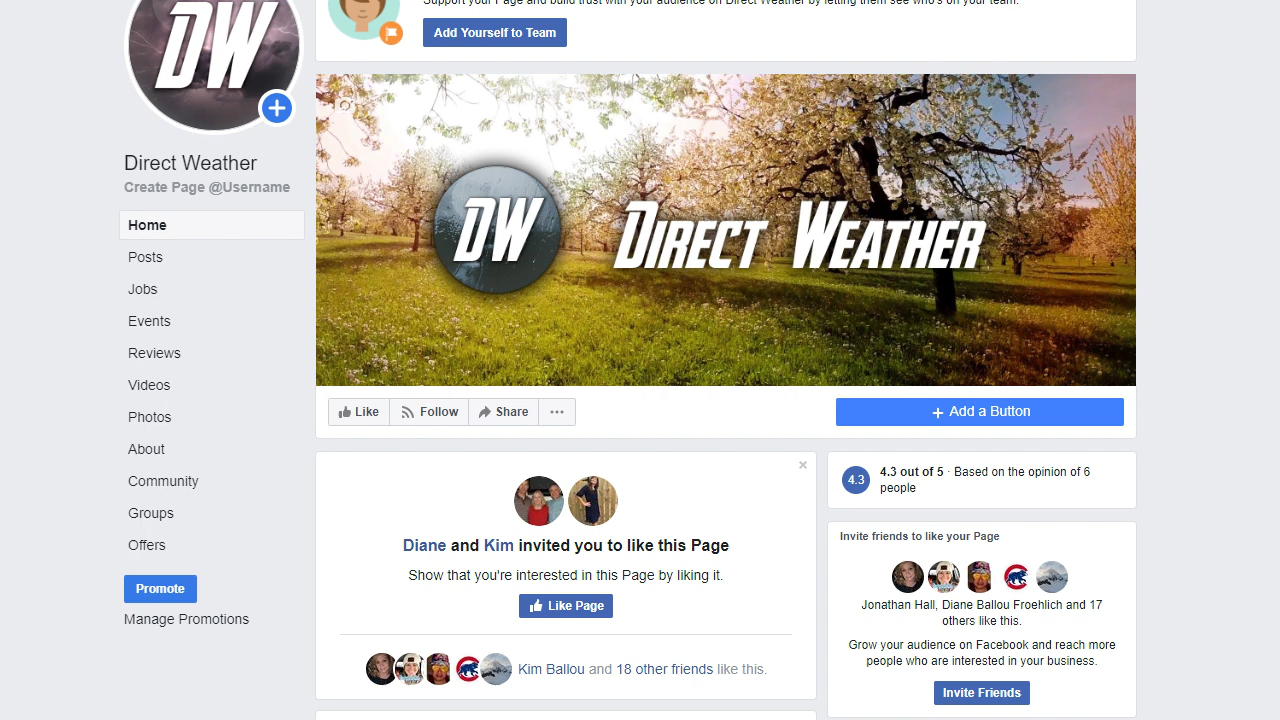 Support your Page and build trust with your audience on Direct Weather by letting them see who's on your team.
Add Yourself to Team
DW
Direct Weather
Create Page @Username
Home
Posts
Jobs
Events
Reviews
Videos
Photos
About
Community
Groups
Offers
Promote
Manage Promotions
DW
DIRECT WEATHER
Like
Follow
Share
Add a Button
Diane and Kim invited you to like this Page
Show that you're interested in this Page by liking it.
Like Page
Kim Ballou and 18 other friends like this.
4.3
4.3 out of 5 · Based on the opinion of 6
people
Invite friends to like your Page
Jonathan Hall, Diane Ballou Froehlich and 17
others like this.
Grow your audience on Facebook and reach more
people who are interested in your business.
Invite Friends